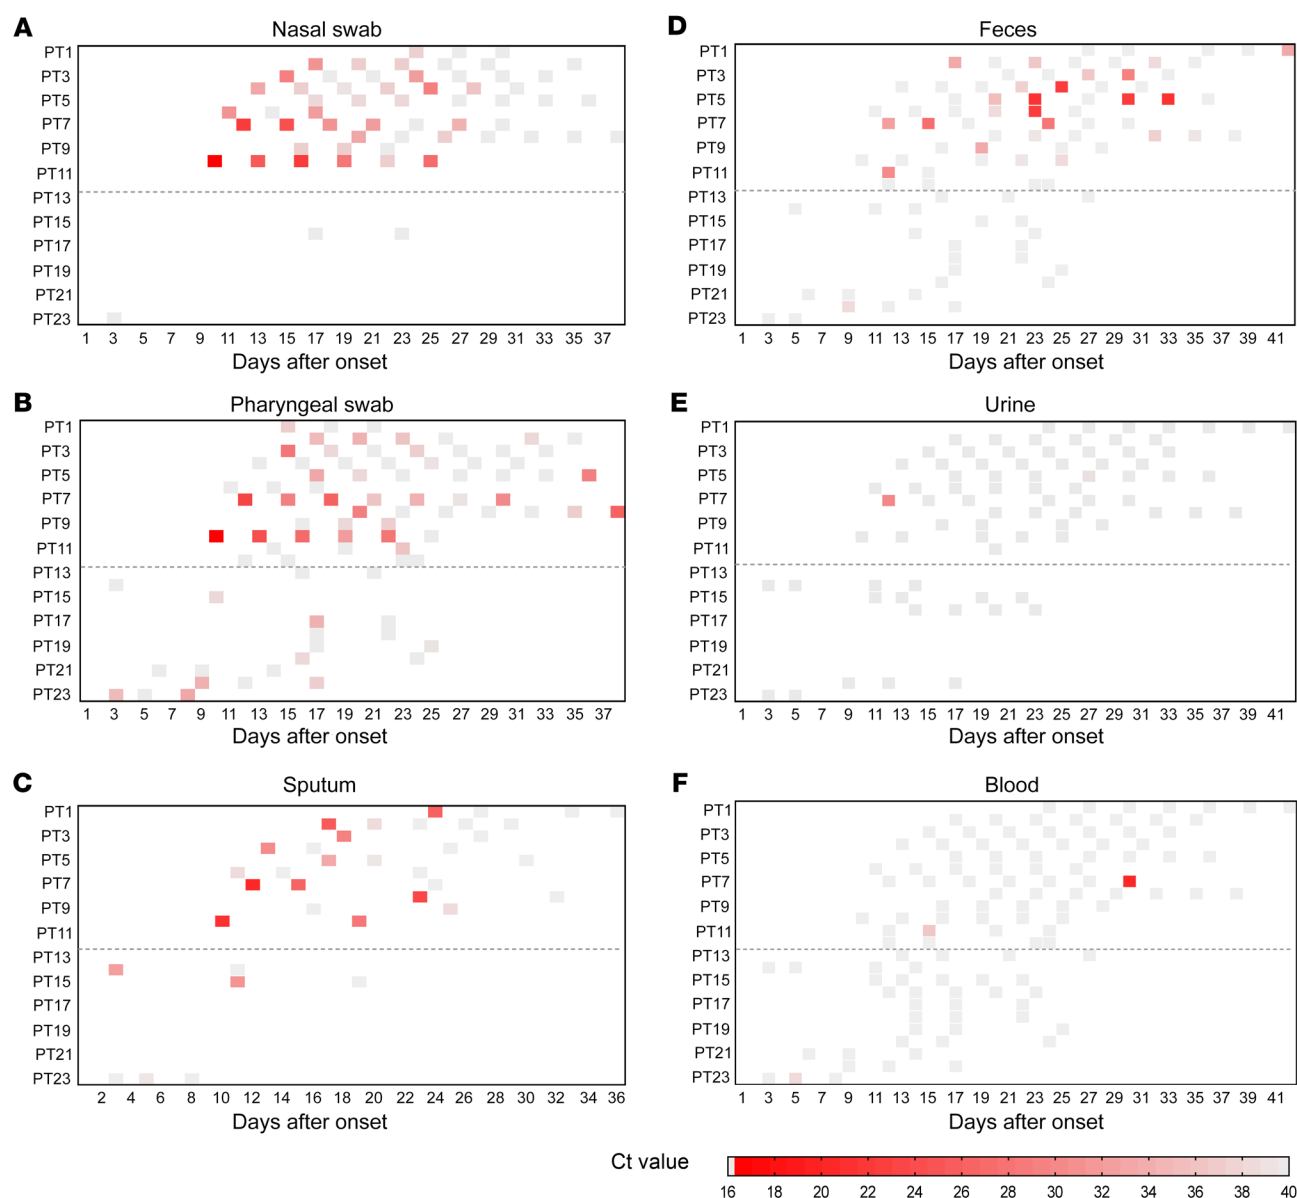 A
Nasal swab
PT1
PT3
PT5
PT7
PT9
PT11
PT13
PT15
PT17
PT19
PT21
PT23
1 3 5 7 9 11 13 15 17 19 21 23 25 27 29 31 33 35 37
Days after onset
B
Pharyngeal swab
PT1
PT3
PT5
PT7
PT9
PT11
PT13
PT15
PT17
PT19
PT21
PT23
1 3 5 7 9 11 13 15 17 19 21 23 25 27 29 31 33 35 37
Days after onset
C
Sputum
PT1
PT3
PT5
PT7
PT9
PT11
PT13
PT15
PT17
PT19
PT21
PT23
2 4 6 8 10 12 14 16 18 20 22 24 26 28 30 32 34 36
Days after onset
D
Feces
PT1
PT3
PT5
PT7
PT9
PT11
PT13
PT15
PT17
PT19
PT21
PT23
1 3 5 7 9 11 13 15 17 19 21 23 25 27 29 31 33 35 37 39 41
Days after onset
E
Urine
PT1
PT3
PT5
PT7
PT9
PT11
PT13
PT15
PT17
PT19
PT21
PT23
1 3 5 7 9 11 13 15 17 19 21 23 25 27 29 31 33 35 37 39 41
Days after onset
F
Blood
PT1
PT3
PT5
PT7
PT9
PT11
PT13
PT15
PT17
PT19
PT21
PT23
1 3 5 7 9 11 13 15 17 19 21 23 25 27 29 31 33 35 37 39 41
Days after onset
Ct value
16 18 20 22 24 26 28 30 32 34 36 38 40